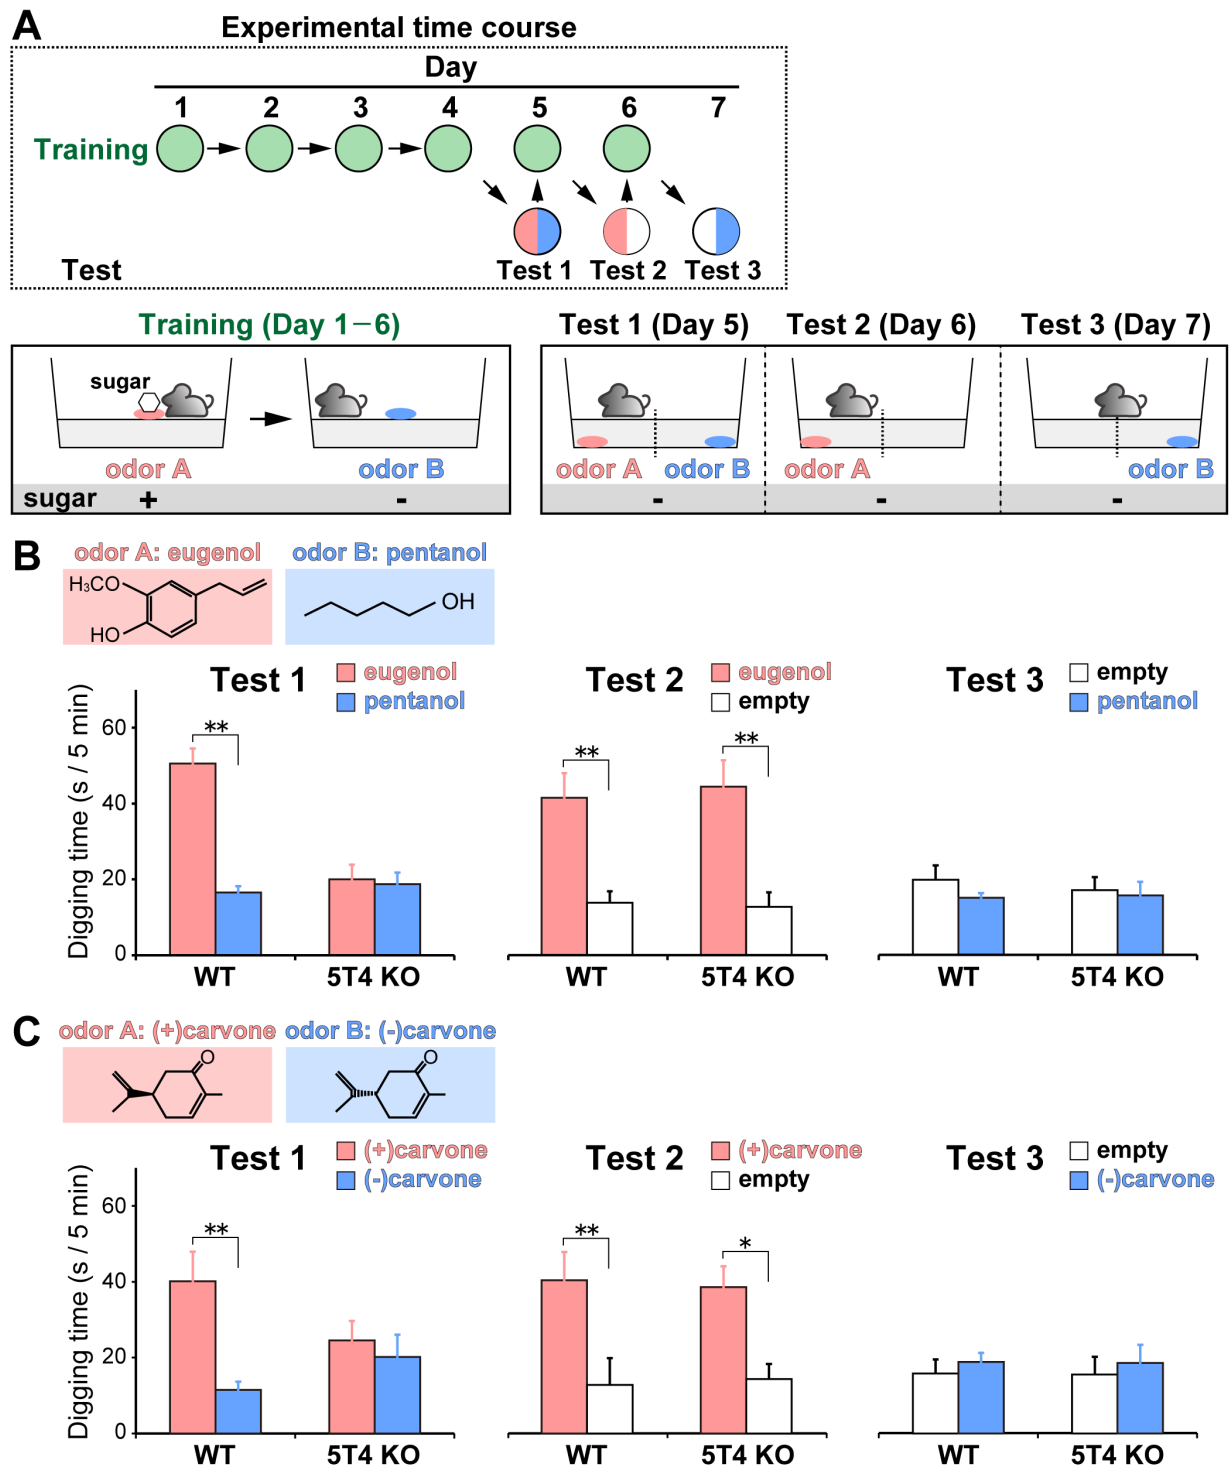 A
Experimental time course
Day
1 2 3 4 5 6 7
Training
Test
Test 1 Test 2 Test 3
Training (Day 1–6)
sugar
odor A odor B
sugar + -
Test 1 (Day 5) Test 2 (Day 6) Test 3 (Day 7)
odor A odor B odor A odor B
- - -
B
odor A: eugenol odor B: pentanol
H₃CO
HO
OH
Test 1
eugenol
pentanol
Test 2
eugenol
empty
Test 3
empty
pentanol
Digging time (s / 5 min)
60
40
20
0
** ** **
WT 5T4 KO WT 5T4 KO WT 5T4 KO
C
odor A: (+)carvone odor B: (-)carvone
O O
Test 1
(+)carvone
(-)carvone
Test 2
(+)carvone
empty
Test 3
empty
(-)carvone
Digging time (s / 5 min)
60
40
20
0
** ** *
WT 5T4 KO WT 5T4 KO WT 5T4 KO